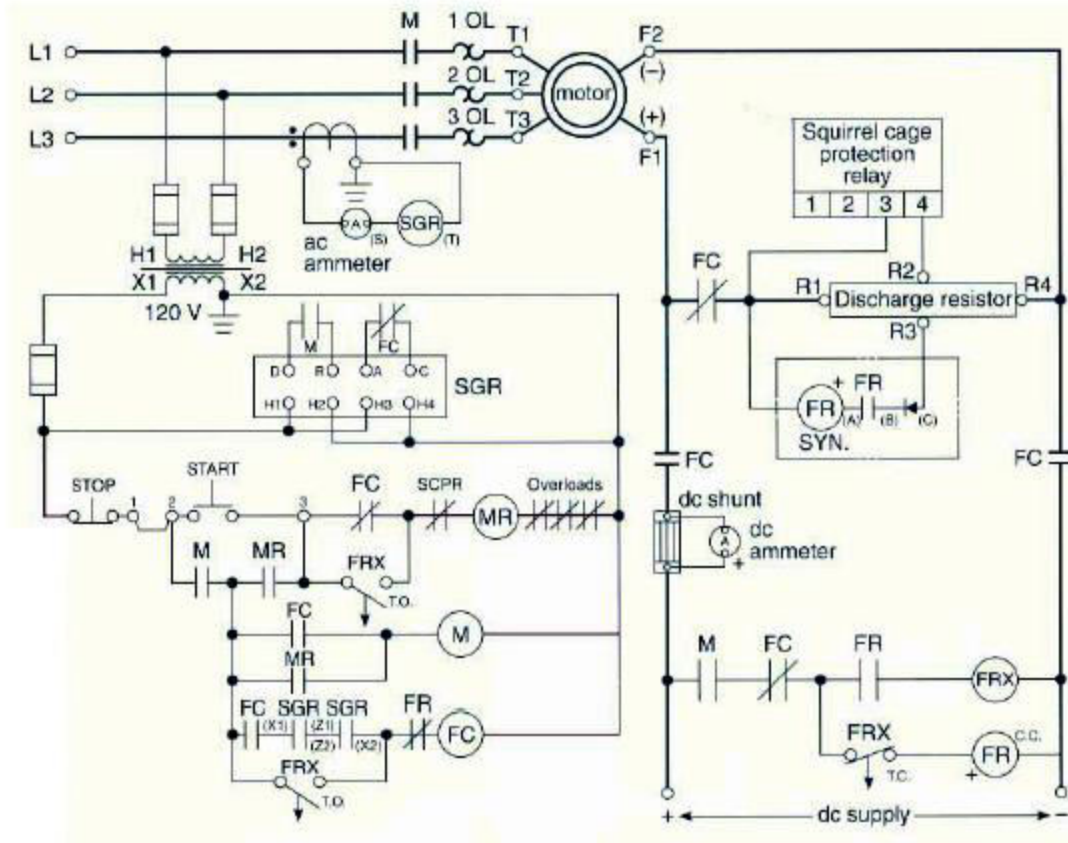 M 1 OL T1 F2
L1
(−)
L2 2 OL T2 motor
(+)
L3 3 OL T3 F1
Squirrel cage
protection
relay
1 2 3 4
A (S) SGR (T)
ac
ammeter
H1 H2
X1 X2
120 V
FC
R1 R2 R4
Discharge resistor
R3
M FC
D R A C
SGR
H1 H2 H3 H4
+ FR
FR (A) (B) (C)
SYN.
FC FC
STOP START FC SCPR Overloads
1 2 3 MR
dc shunt
A dc
+ ammeter
M MR FRX
T.O.
FC
M
MR
M FC FR
FRX
FC SGR SGR FR
(X1) (Z1)
(Z2) (X2) FC
FRX
T.O.
FRX C.C.
FR
T.C. +
+ dc supply −